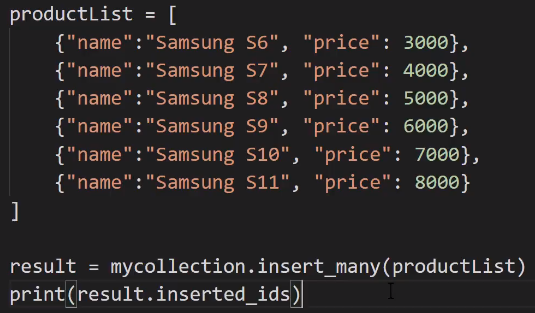 productList = [
    {"name":"Samsung S6", "price": 3000},
    {"name":"Samsung S7", "price": 4000},
    {"name":"Samsung S8", "price": 5000},
    {"name":"Samsung S9", "price": 6000},
    {"name":"Samsung S10", "price": 7000},
    {"name":"Samsung S11", "price": 8000}
]
result = mycollection.insert_many(productList)
print(result.inserted_ids)